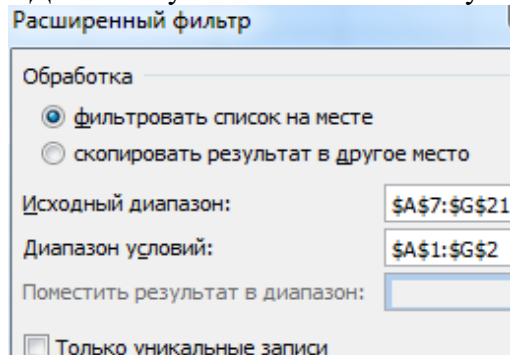 Расширенный фильтр
Обработка
фильтровать список на месте
скопировать результат в другое место
Исходный диапазон: $A$7:$G$21
Диапазон условий: $A$1:$G$2
Поместить результат в диапазон:
Только уникальные записи